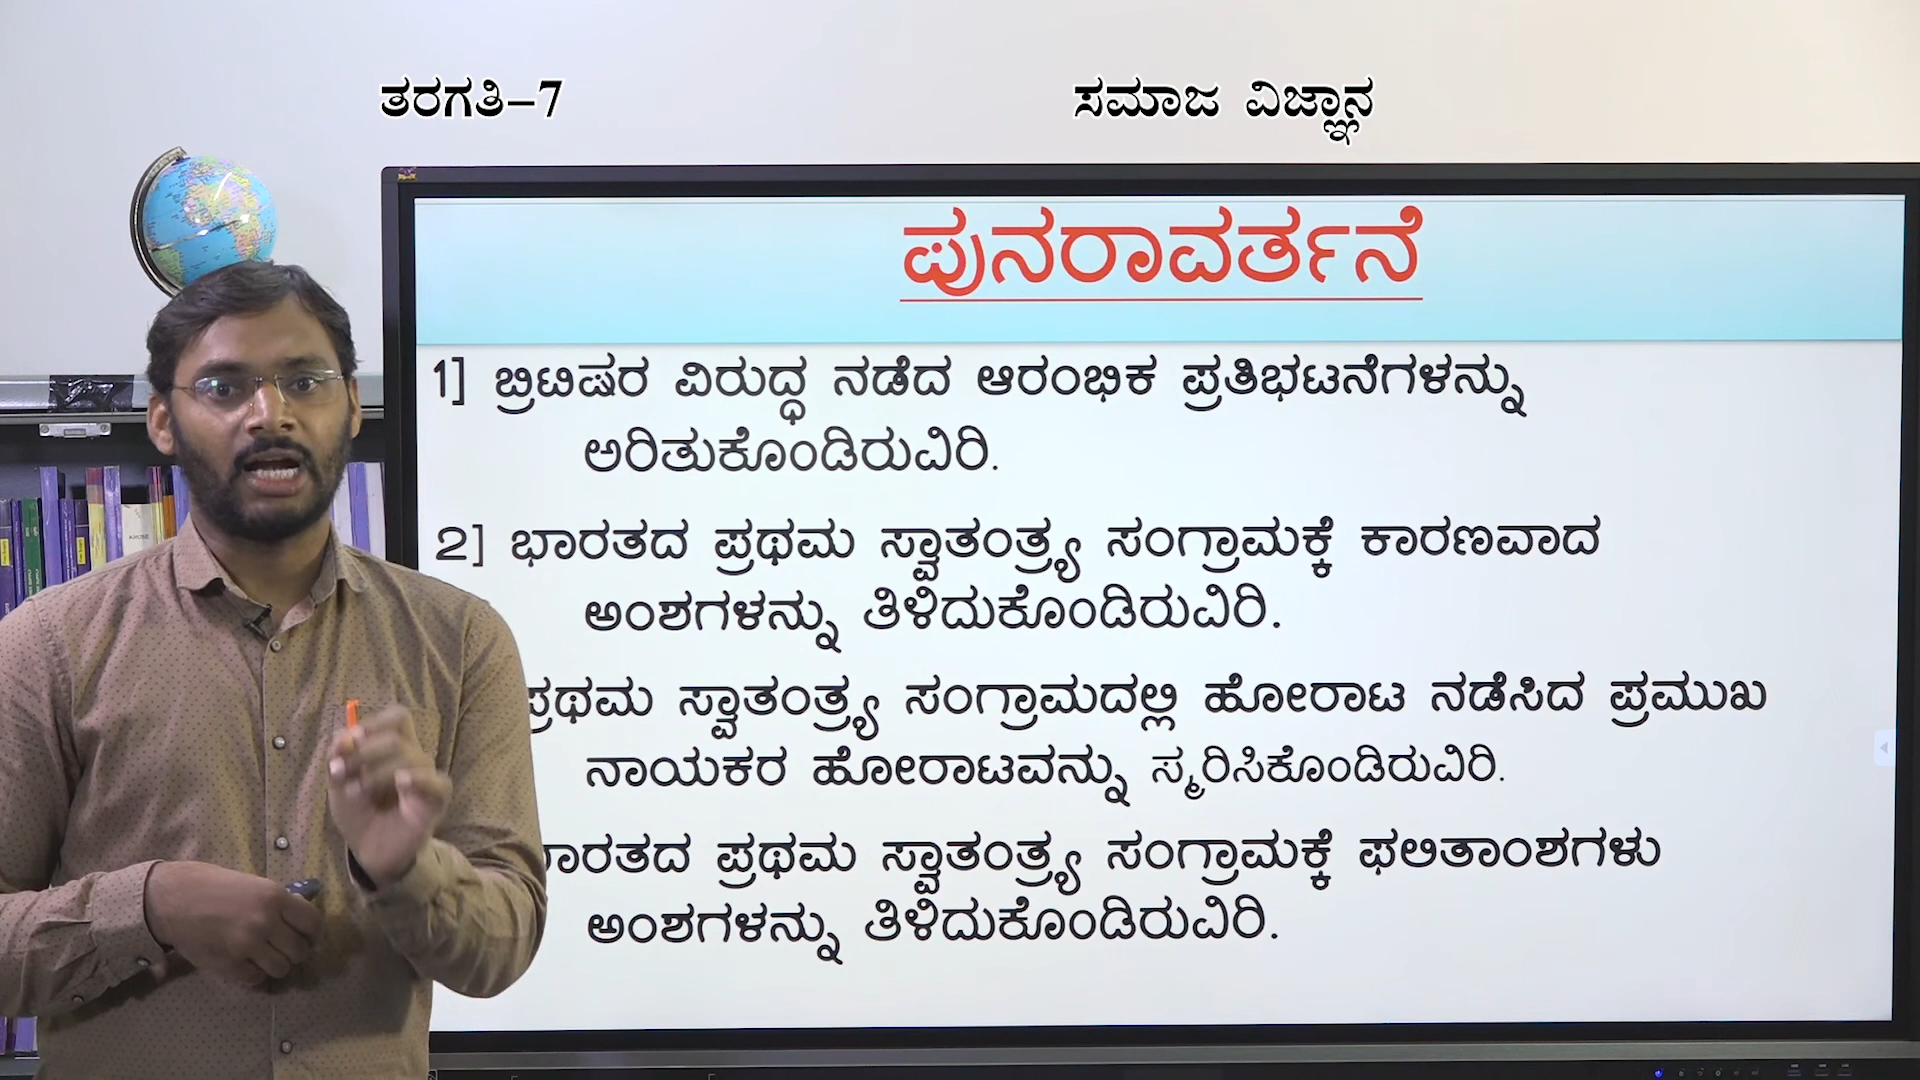 ತರಗತಿ–7
ಸಮಾಜ ವಿಜ್ಞಾನ
ಪುನರಾವರ್ತನೆ
1] ಬ್ರಿಟಿಷರ ವಿರುದ್ಧ ನಡೆದ ಆರಂಭಿಕ ಪ್ರತಿಭಟನೆಗಳನ್ನು
ಅರಿತುಕೊಂಡಿರುವಿರಿ.
2] ಭಾರತದ ಪ್ರಥಮ ಸ್ವಾತಂತ್ರ್ಯ ಸಂಗ್ರಾಮಕ್ಕೆ ಕಾರಣವಾದ
ಅಂಶಗಳನ್ನು ತಿಳಿದುಕೊಂಡಿರುವಿರಿ.
ಪ್ರಥಮ ಸ್ವಾತಂತ್ರ್ಯ ಸಂಗ್ರಾಮದಲ್ಲಿ ಹೋರಾಟ ನಡೆಸಿದ ಪ್ರಮುಖ
ನಾಯಕರ ಹೋರಾಟವನ್ನು ಸ್ಮರಿಸಿಕೊಂಡಿರುವಿರಿ.
ಪ್ರಥಮ ಸ್ವಾತಂತ್ರ್ಯ ಸಂಗ್ರಾಮಕ್ಕೆ ಫಲಿತಾಂಶಗಳು
ಅಂಶಗಳನ್ನು ತಿಳಿದುಕೊಂಡಿರುವಿರಿ.